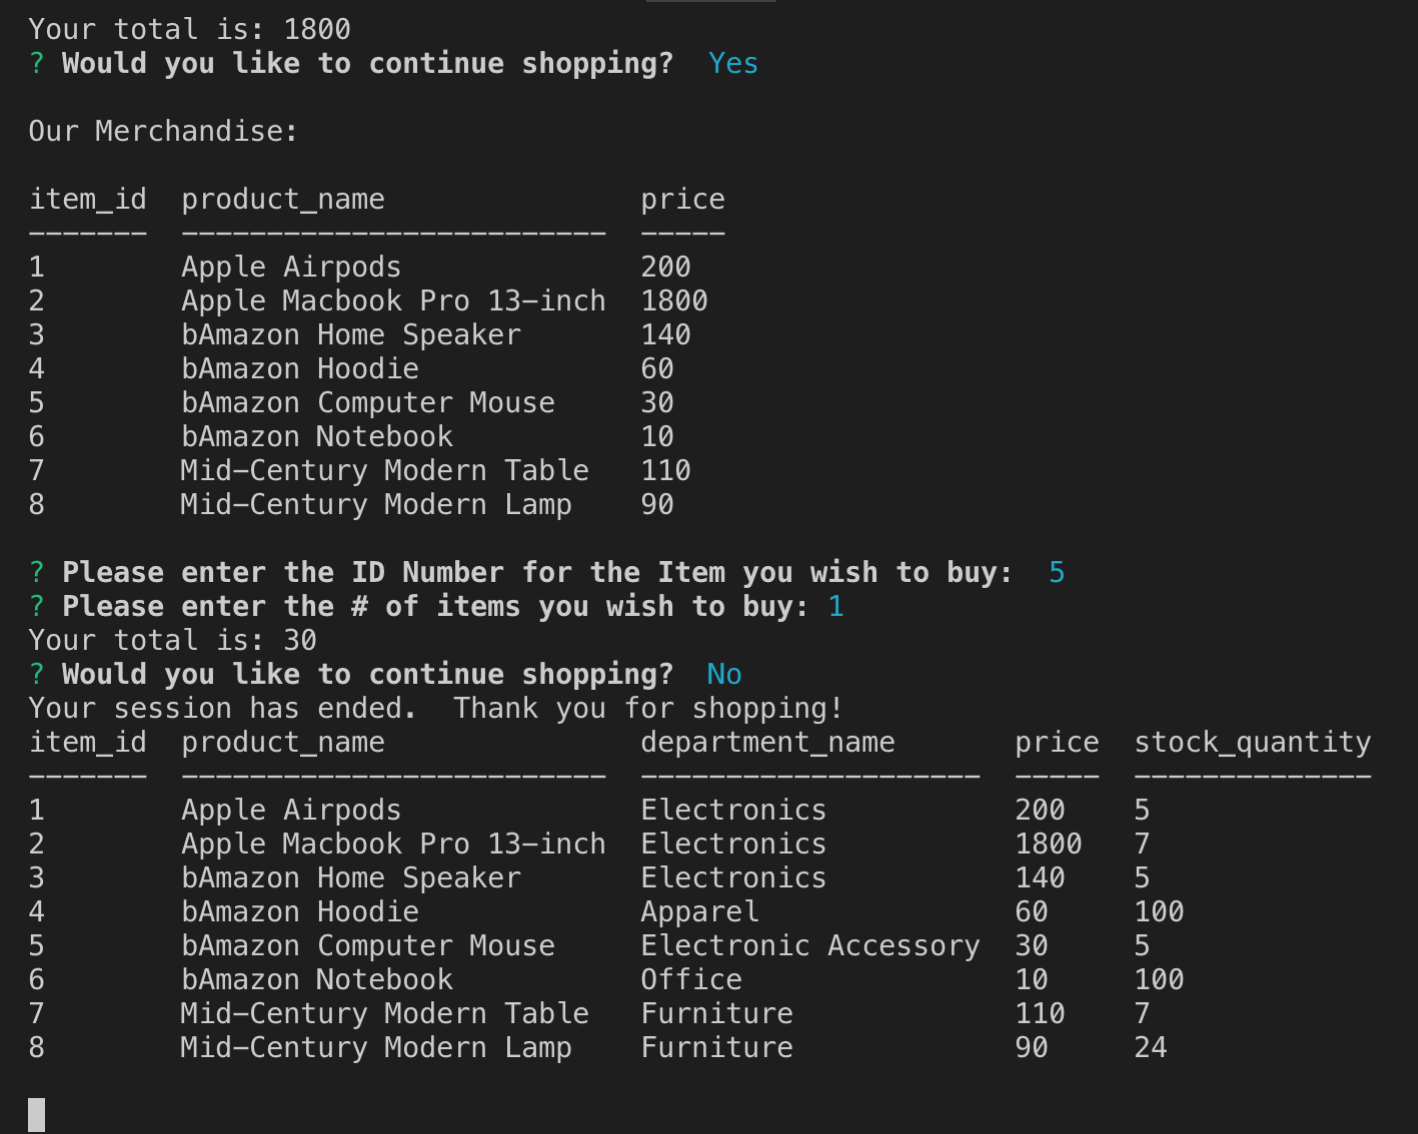 Your total is: 1800
? Would you like to continue shopping?  Yes
Our Merchandise:
item_id  product_name               price
-------  -------------------------  -----
1        Apple Airpods              200
2        Apple Macbook Pro 13-inch  1800
3        bAmazon Home Speaker       140
4        bAmazon Hoodie             60
5        bAmazon Computer Mouse     30
6        bAmazon Notebook           10
7        Mid-Century Modern Table   110
8        Mid-Century Modern Lamp    90
? Please enter the ID Number for the Item you wish to buy:  5
? Please enter the # of items you wish to buy: 1
Your total is: 30
? Would you like to continue shopping?  No
Your session has ended.  Thank you for shopping!
item_id  product_name               department_name       price  stock_quantity
-------  -------------------------  --------------------  -----  --------------
1        Apple Airpods              Electronics           200    5
2        Apple Macbook Pro 13-inch  Electronics           1800   7
3        bAmazon Home Speaker       Electronics           140    5
4        bAmazon Hoodie             Apparel               60     100
5        bAmazon Computer Mouse     Electronic Accessory  30     5
6        bAmazon Notebook           Office                10     100
7        Mid-Century Modern Table   Furniture             110    7
8        Mid-Century Modern Lamp    Furniture             90     24